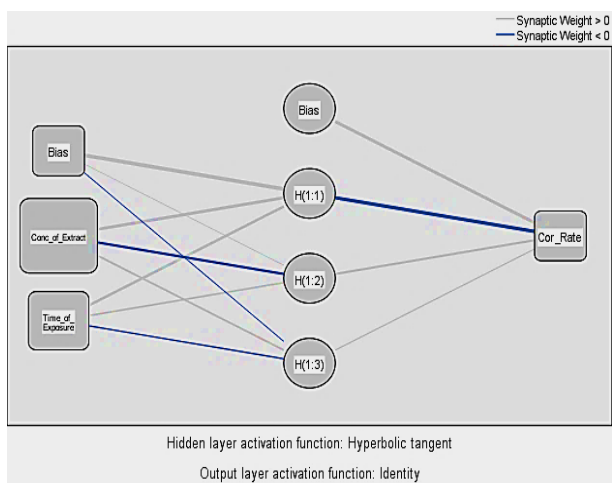 Synaptic Weight > 0
Synaptic Weight < 0
Bias
Bias
H(1:1)
Conc_of_Extract
Cor_Rate
H(1:2)
Time_of_
Exposure
H(1:3)
Hidden layer activation function: Hyperbolic tangent
Output layer activation function: Identity